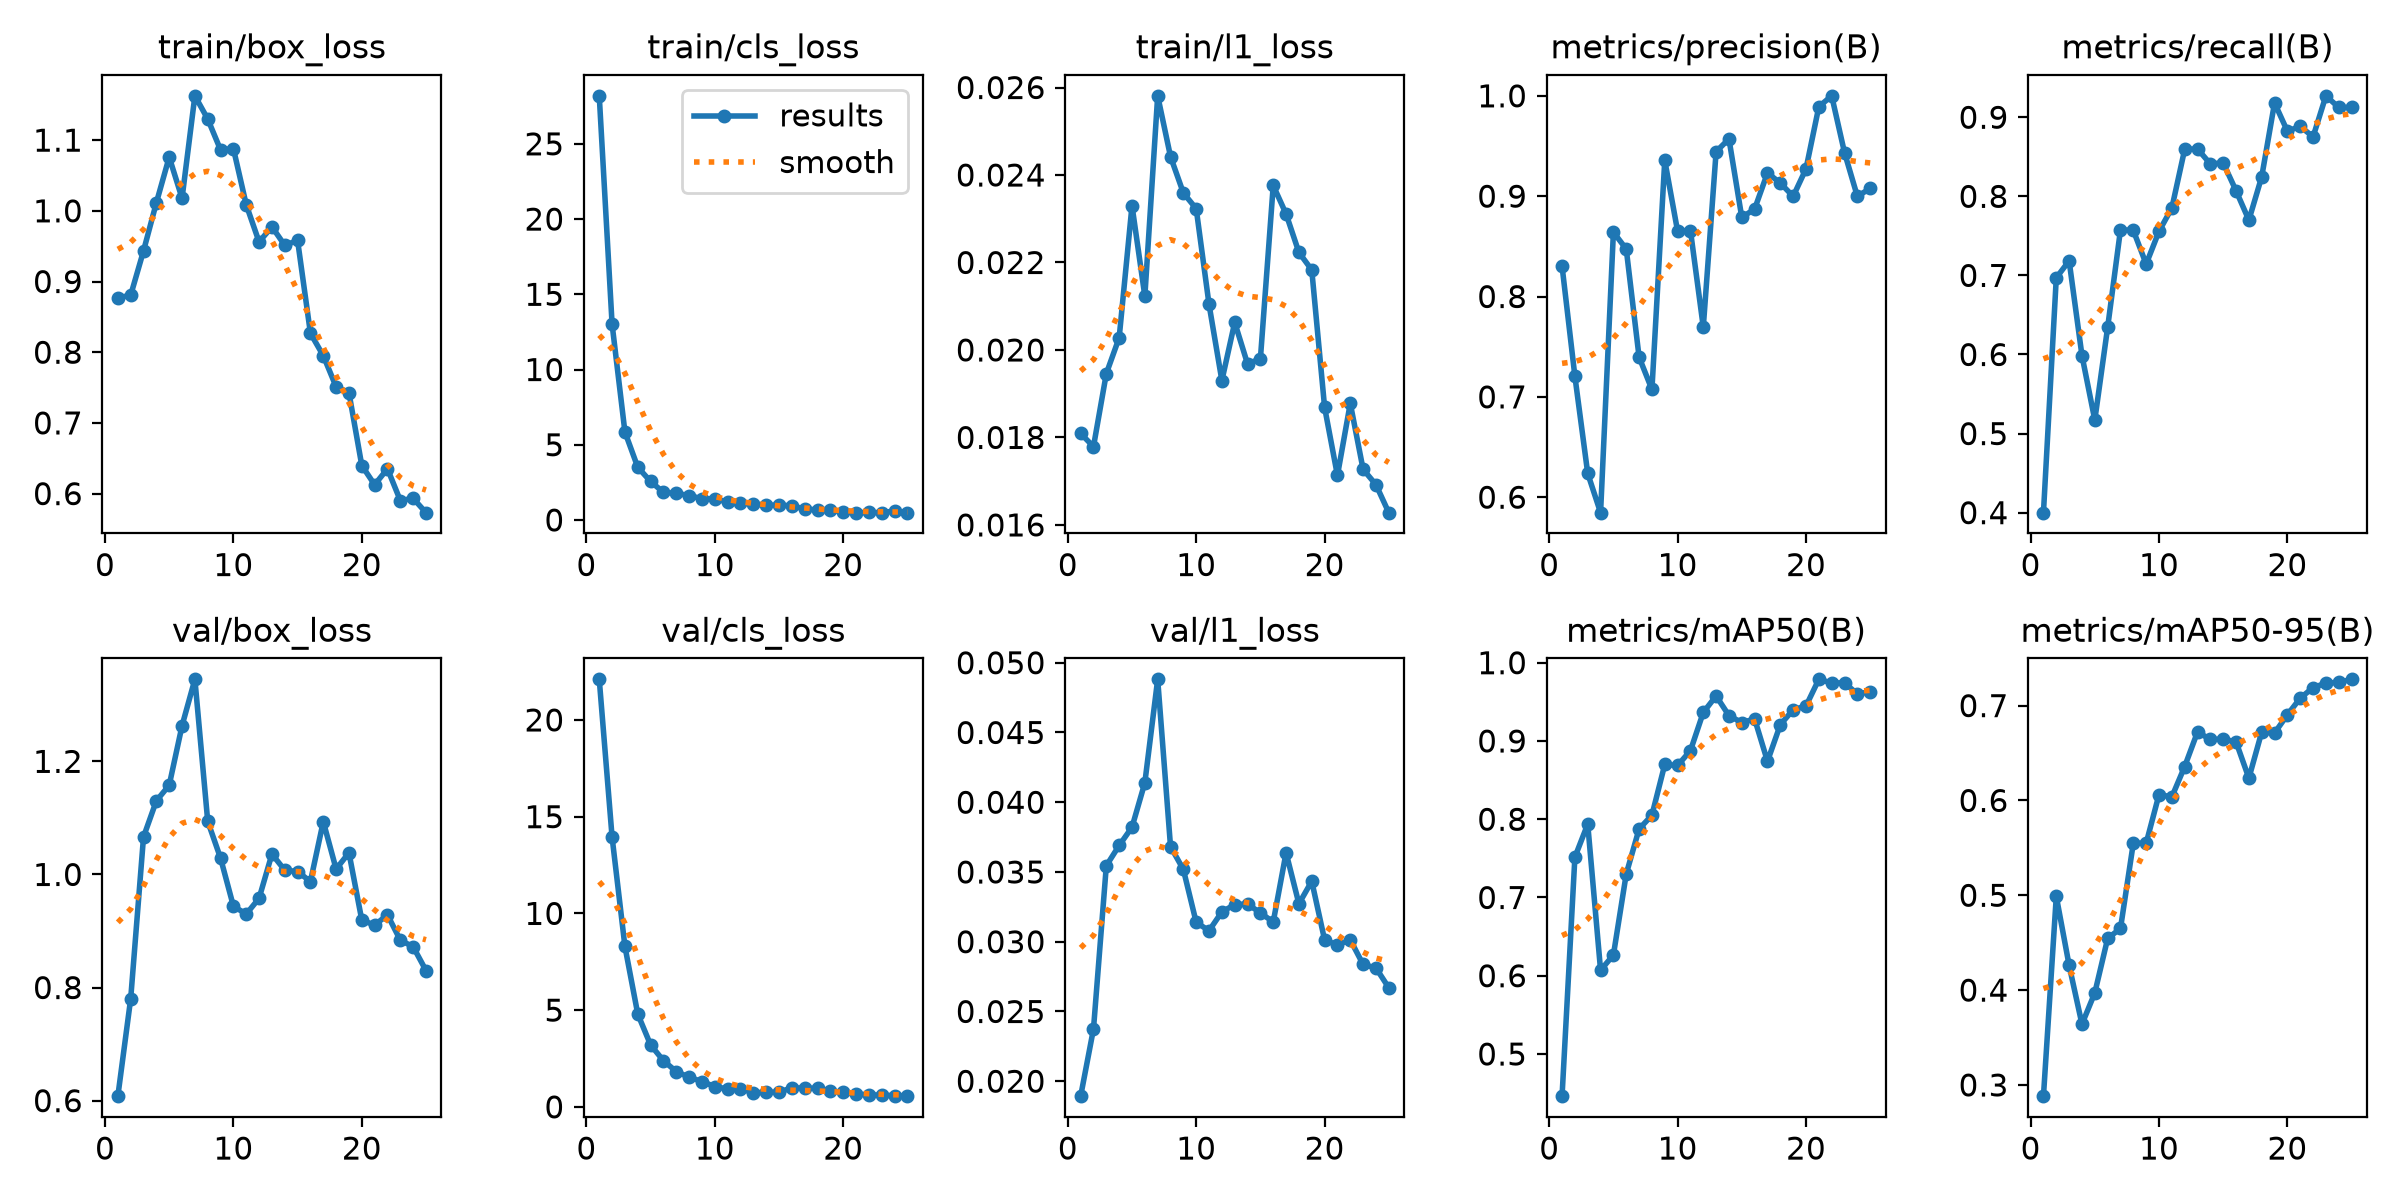 train/box_loss
1.1
1.0
0.9
0.8
0.7
0.6
0 10 20
train/cls_loss
results
smooth
25
20
15
10
5
0
0 10 20
train/l1_loss
0.026
0.024
0.022
0.020
0.018
0.016
0 10 20
metrics/precision(B)
1.0
0.9
0.8
0.7
0.6
0 10 20
metrics/recall(B)
0.9
0.8
0.7
0.6
0.5
0.4
0 10 20
val/box_loss
1.2
1.0
0.8
0.6
0 10 20
val/cls_loss
20
15
10
5
0
0 10 20
val/l1_loss
0.050
0.045
0.040
0.035
0.030
0.025
0.020
0 10 20
metrics/mAP50(B)
1.0
0.9
0.8
0.7
0.6
0.5
0 10 20
metrics/mAP50-95(B)
0.7
0.6
0.5
0.4
0.3
0 10 20